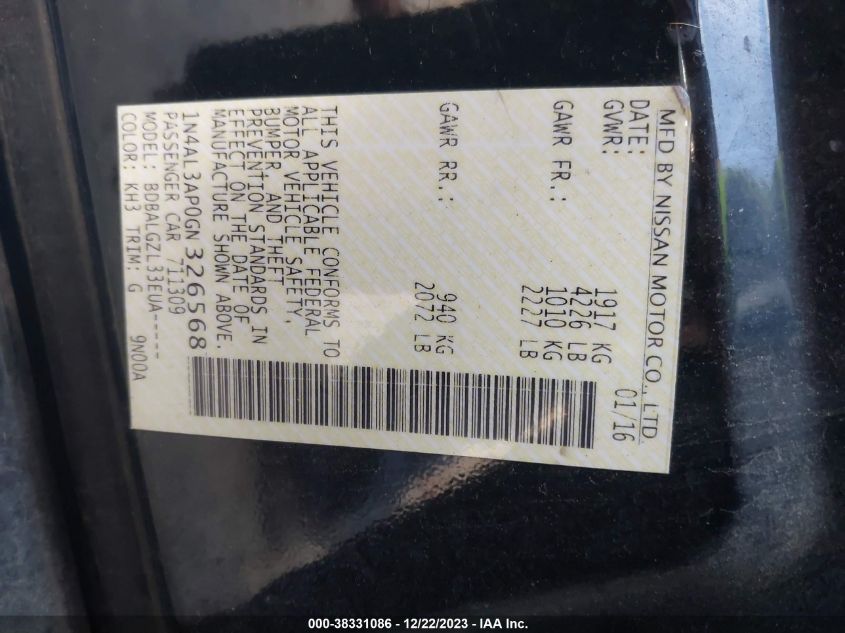 MFD BY NISSAN MOTOR CO., LTD
DATE: 01/16
GVWR: 1917 KG
4226 LB
GAWR FR.: 1010 KG
2227 LB
GAWR RR.: 940 KG
2072 LB
THIS VEHICLE CONFORMS TO
ALL APPLICABLE FEDERAL
MOTOR VEHICLE SAFETY,
BUMPER AND THEFT
PREVENTION STANDARDS IN
EFFECT ON THE DATE OF
MANUFACTURE SHOWN ABOVE.
1N4AL3AP0GN326568
PASSENGER CAR 711309
MODEL: BDBALGZL33EUA-----
COLOR: KH3 TRIM: G 9N00A
000-38331086 - 12/22/2023 - IAA Inc.